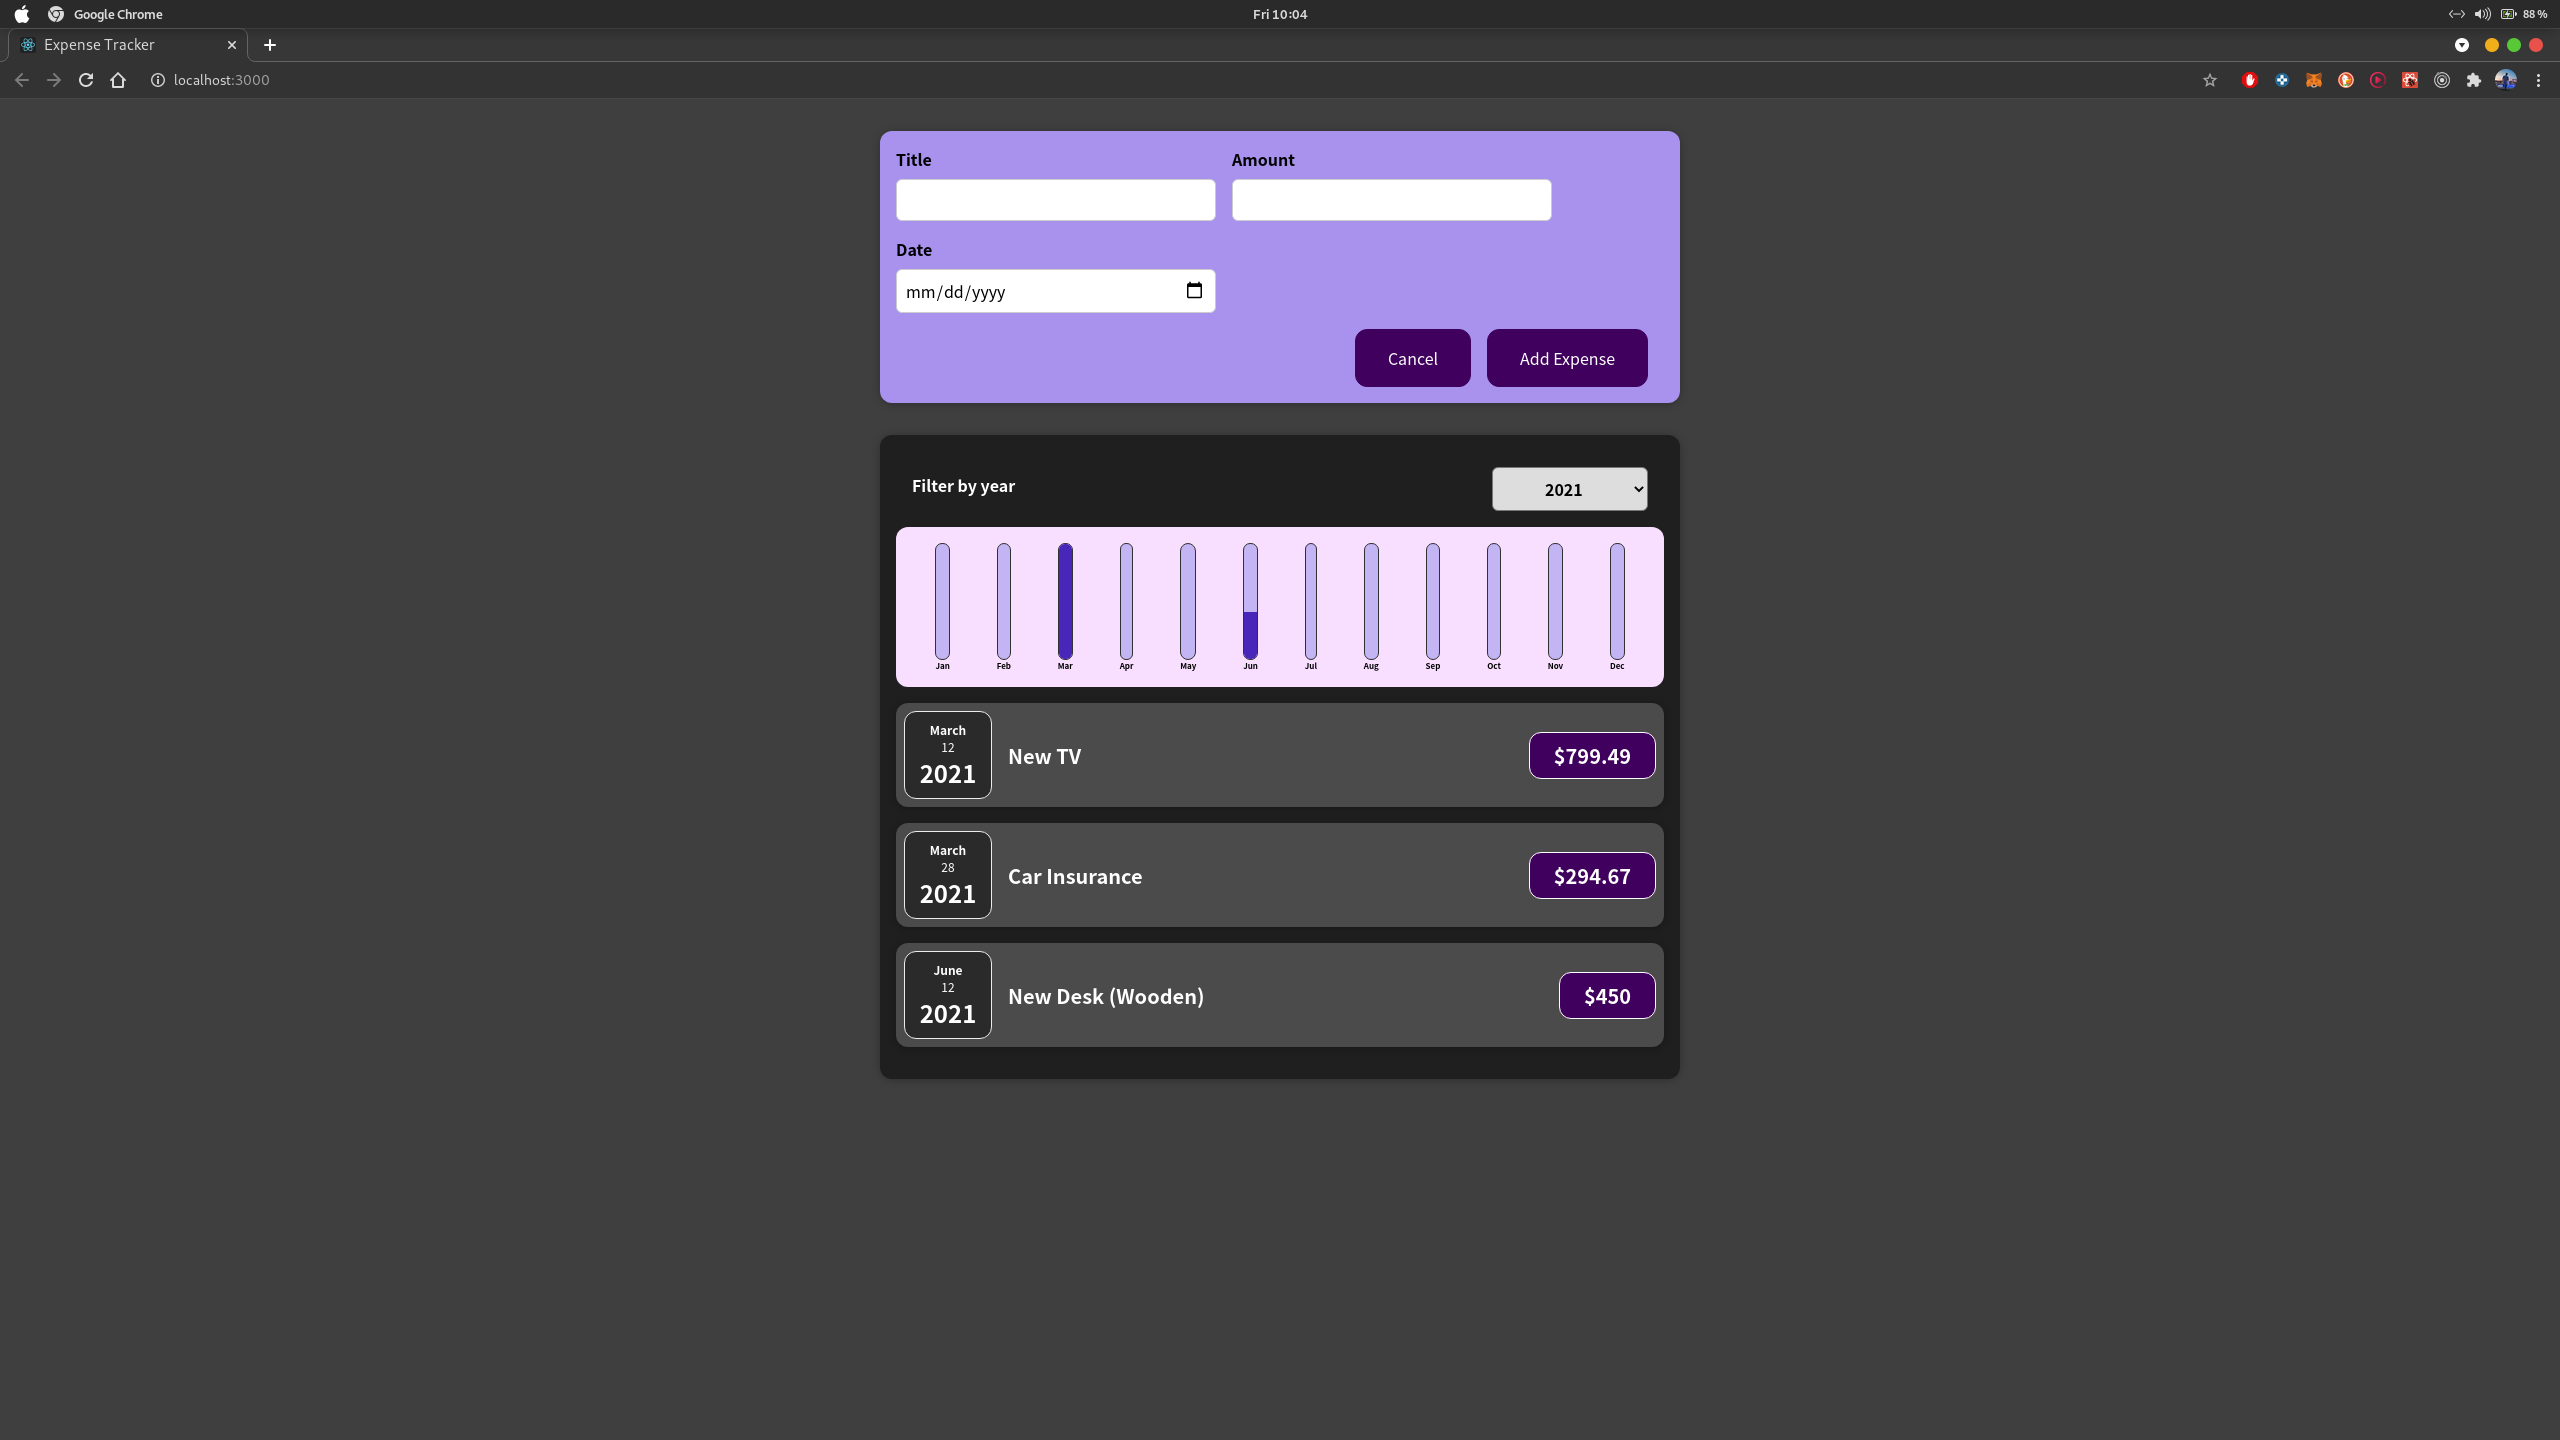 Google Chrome
Fri 10:04
88 %
Expense Tracker
localhost:3000
Title
Amount
Date
mm/dd/yyyy
Cancel
Add Expense
Filter by year
2021
Jan
Feb
Mar
Apr
May
Jun
Jul
Aug
Sep
Oct
Nov
Dec
March
12
2021
New TV
$799.49
March
28
2021
Car Insurance
$294.67
June
12
2021
New Desk (Wooden)
$450